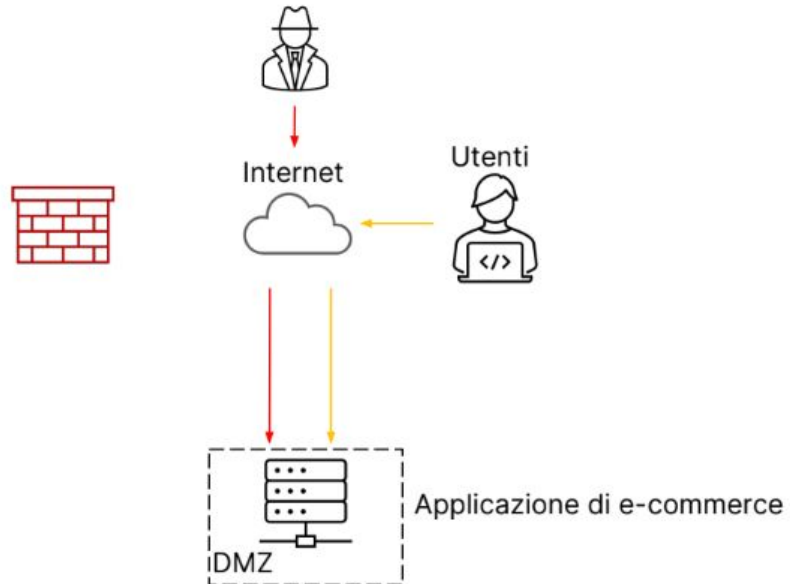 Utenti
Internet
</>
Applicazione di e-commerce
DMZ